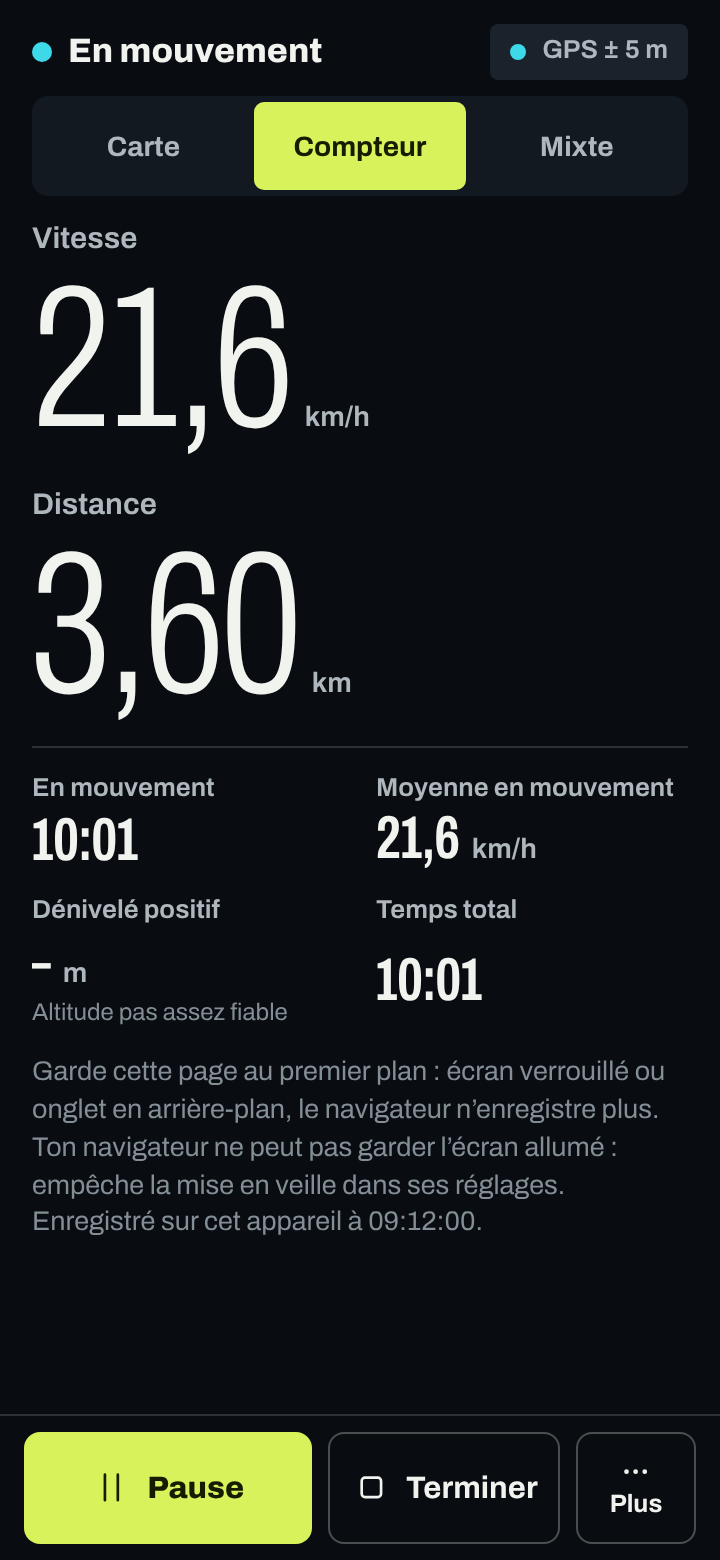 En mouvement
GPS ± 5 m
Carte
Compteur
Mixte
Vitesse
21,6 km/h
Distance
3,60 km
En mouvement
10:01
Moyenne en mouvement
21,6 km/h
Dénivelé positif
– m
Altitude pas assez fiable
Temps total
10:01
Garde cette page au premier plan : écran verrouillé ou
onglet en arrière-plan, le navigateur n’enregistre plus.
Ton navigateur ne peut pas garder l’écran allumé :
empêche la mise en veille dans ses réglages.
Enregistré sur cet appareil à 09:12:00.
Pause
Terminer
...
Plus